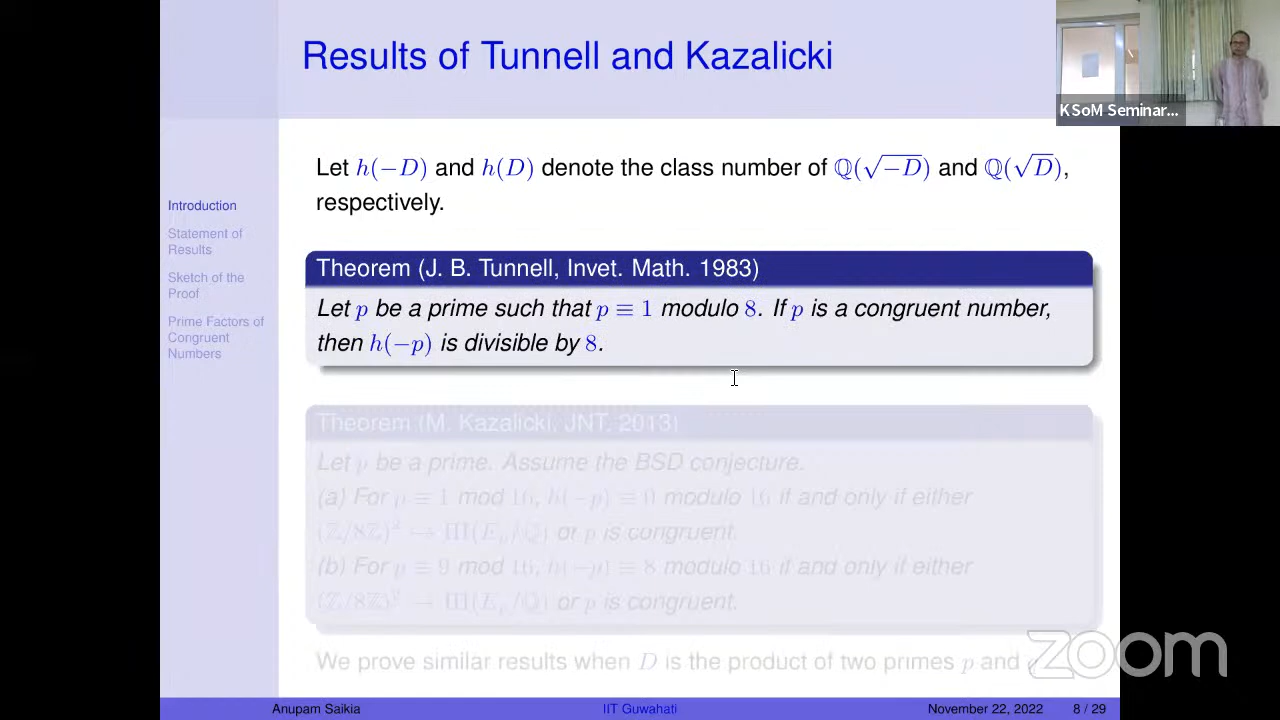 Results of Tunnell and Kazalicki
KSoM Seminar...
Let h(−D) and h(D) denote the class number of ℚ(√−D) and ℚ(√D),
respectively.
Introduction
Statement of
Results
Sketch of the
Proof
Prime Factors of
Congruent
Numbers
Theorem (J. B. Tunnell, Invet. Math. 1983)
Let p be a prime such that p ≡ 1 modulo 8. If p is a congruent number,
then h(−p) is divisible by 8.
Theorem (M. Kazalicki, JNT, 2013)
Let p be a prime. Assume the BSD conjecture.
(a) For p ≡ 1 mod 16, h(−p) ≡ 0 modulo 16 if and only if either
(ℤ/8ℤ)² ↪ Ш(E_p/ℚ) or p is congruent.
(b) For p ≡ 9 mod 16, h(−p) ≡ 8 modulo 16 if and only if either
(ℤ/8ℤ)² ↪ Ш(E_p/ℚ) or p is congruent.
We prove similar results when D is the product of two primes p and
zoom
Anupam Saikia IIT Guwahati November 22, 2022 8 / 29